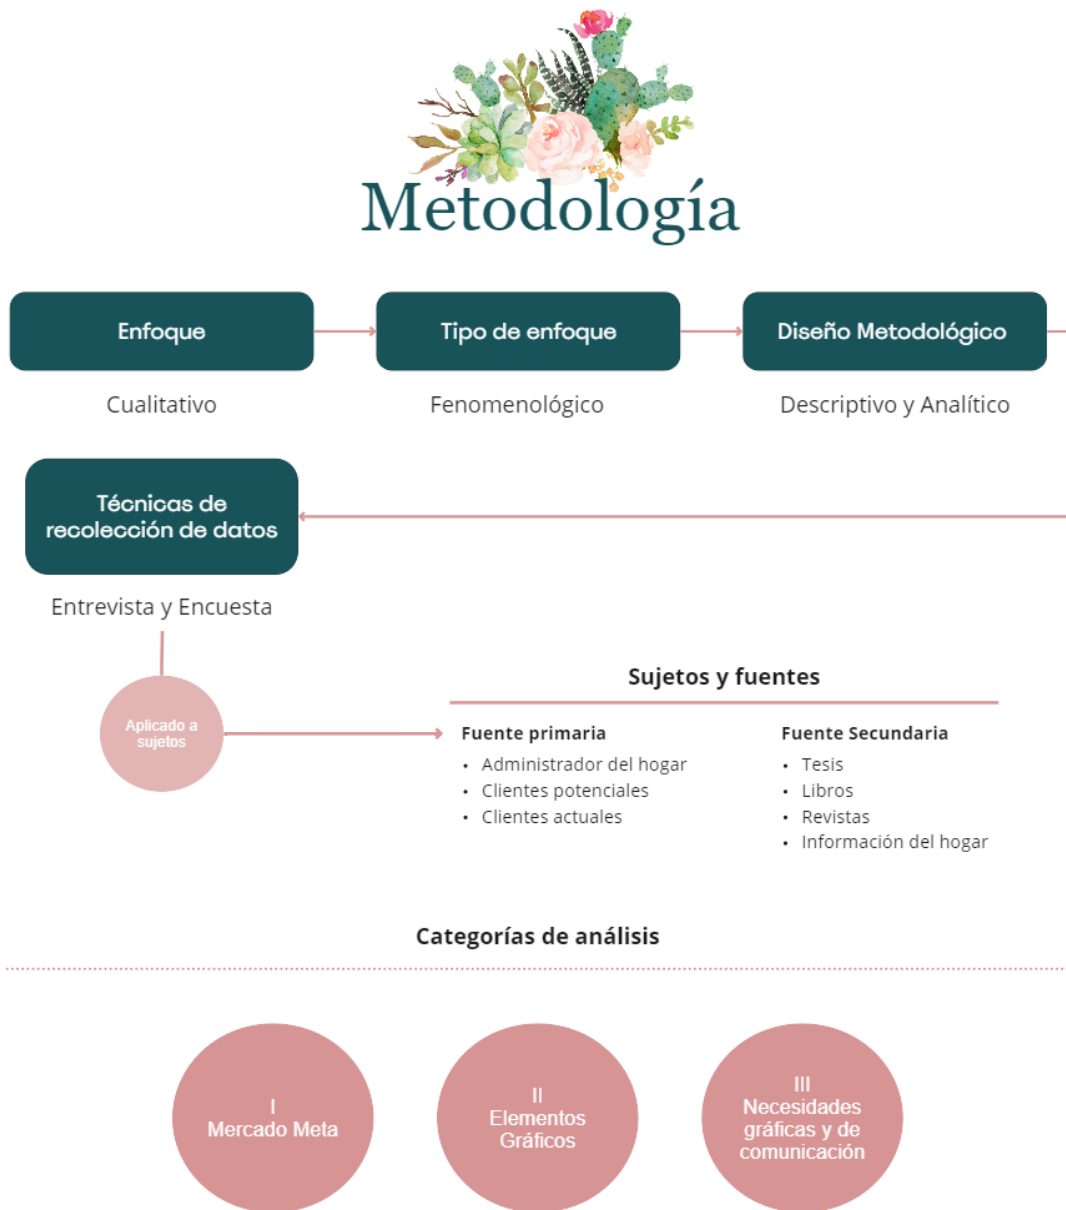 Metodología
Enfoque
Tipo de enfoque
Diseño Metodológico
Cualitativo
Fenomenológico
Descriptivo y Analítico
Técnicas de
recolección de datos
Entrevista y Encuesta
Aplicado a
sujetos
Sujetos y fuentes
Fuente primaria
• Administrador del hogar
• Clientes potenciales
• Clientes actuales
Fuente Secundaria
• Tesis
• Libros
• Revistas
• Información del hogar
Categorías de análisis
I
Mercado Meta
II
Elementos
Gráficos
III
Necesidades
gráficas y de
comunicación